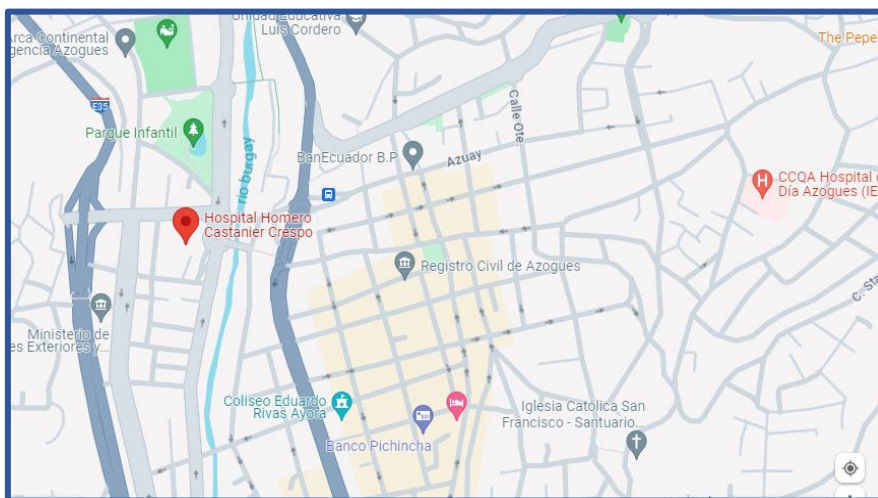 Unidad Educativa
Luis Cordero
Arca Continental
gencia Azogues
The Pepe
E35
Parque Infantil
río burgay
BanEcuador B.P
Azuay
Calle Ote.
CCQA Hospital
Día Azogues (IE
Hospital Homero
Castanier Crespo
Registro Civil de Azogues
C. Sta
Ministerio de
es Exteriores y...
Coliseo Eduardo
Rivas Ayora
Banco Pichincha
Iglesia Católica San
Francisco - Santuario...
H